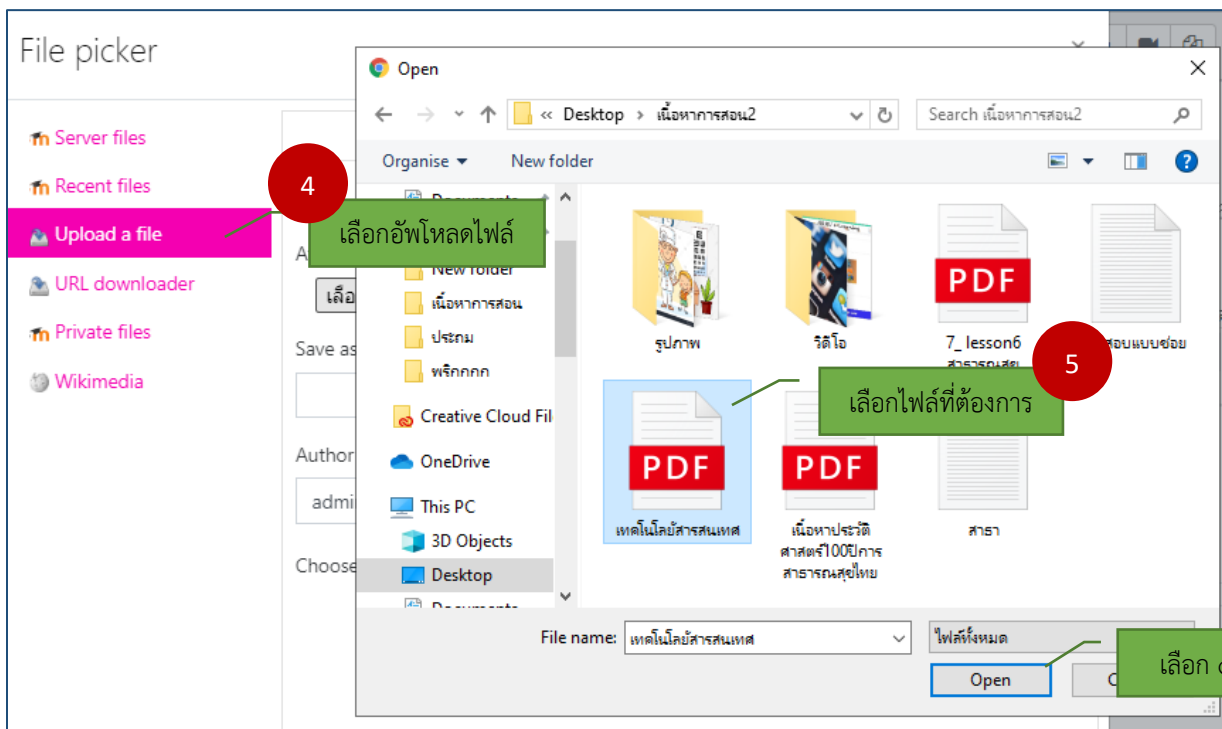 File picker
Server files
Recent files
Upload a file
URL downloader
Private files
Wikimedia
4
เลือกอัพโหลดไฟล์
Save as
Author
Choose
Open
« Desktop › เนื้อหาการสอน2
Search เนื้อหาการสอน2
Organise
New folder
New folder
เนื้อหาการสอน
ประถม
พริกกกก
Creative Cloud Fil
OneDrive
This PC
3D Objects
Desktop
Documents
รูปภาพ
วิดีโอ
PDF
7_ lesson6
สาธารณสุข
5
เลือกไฟล์ที่ต้องการ
PDF
เทคโนโลยัสารสนเทศ
PDF
เนื้อหาประวัติ
ศาสตร์100ปีการ
สาธารณสุขไทย
สาธา
File name:
เทคโนโลยัสารสนเทศ
ไฟล์ทั้งหมด
Open
เลือก